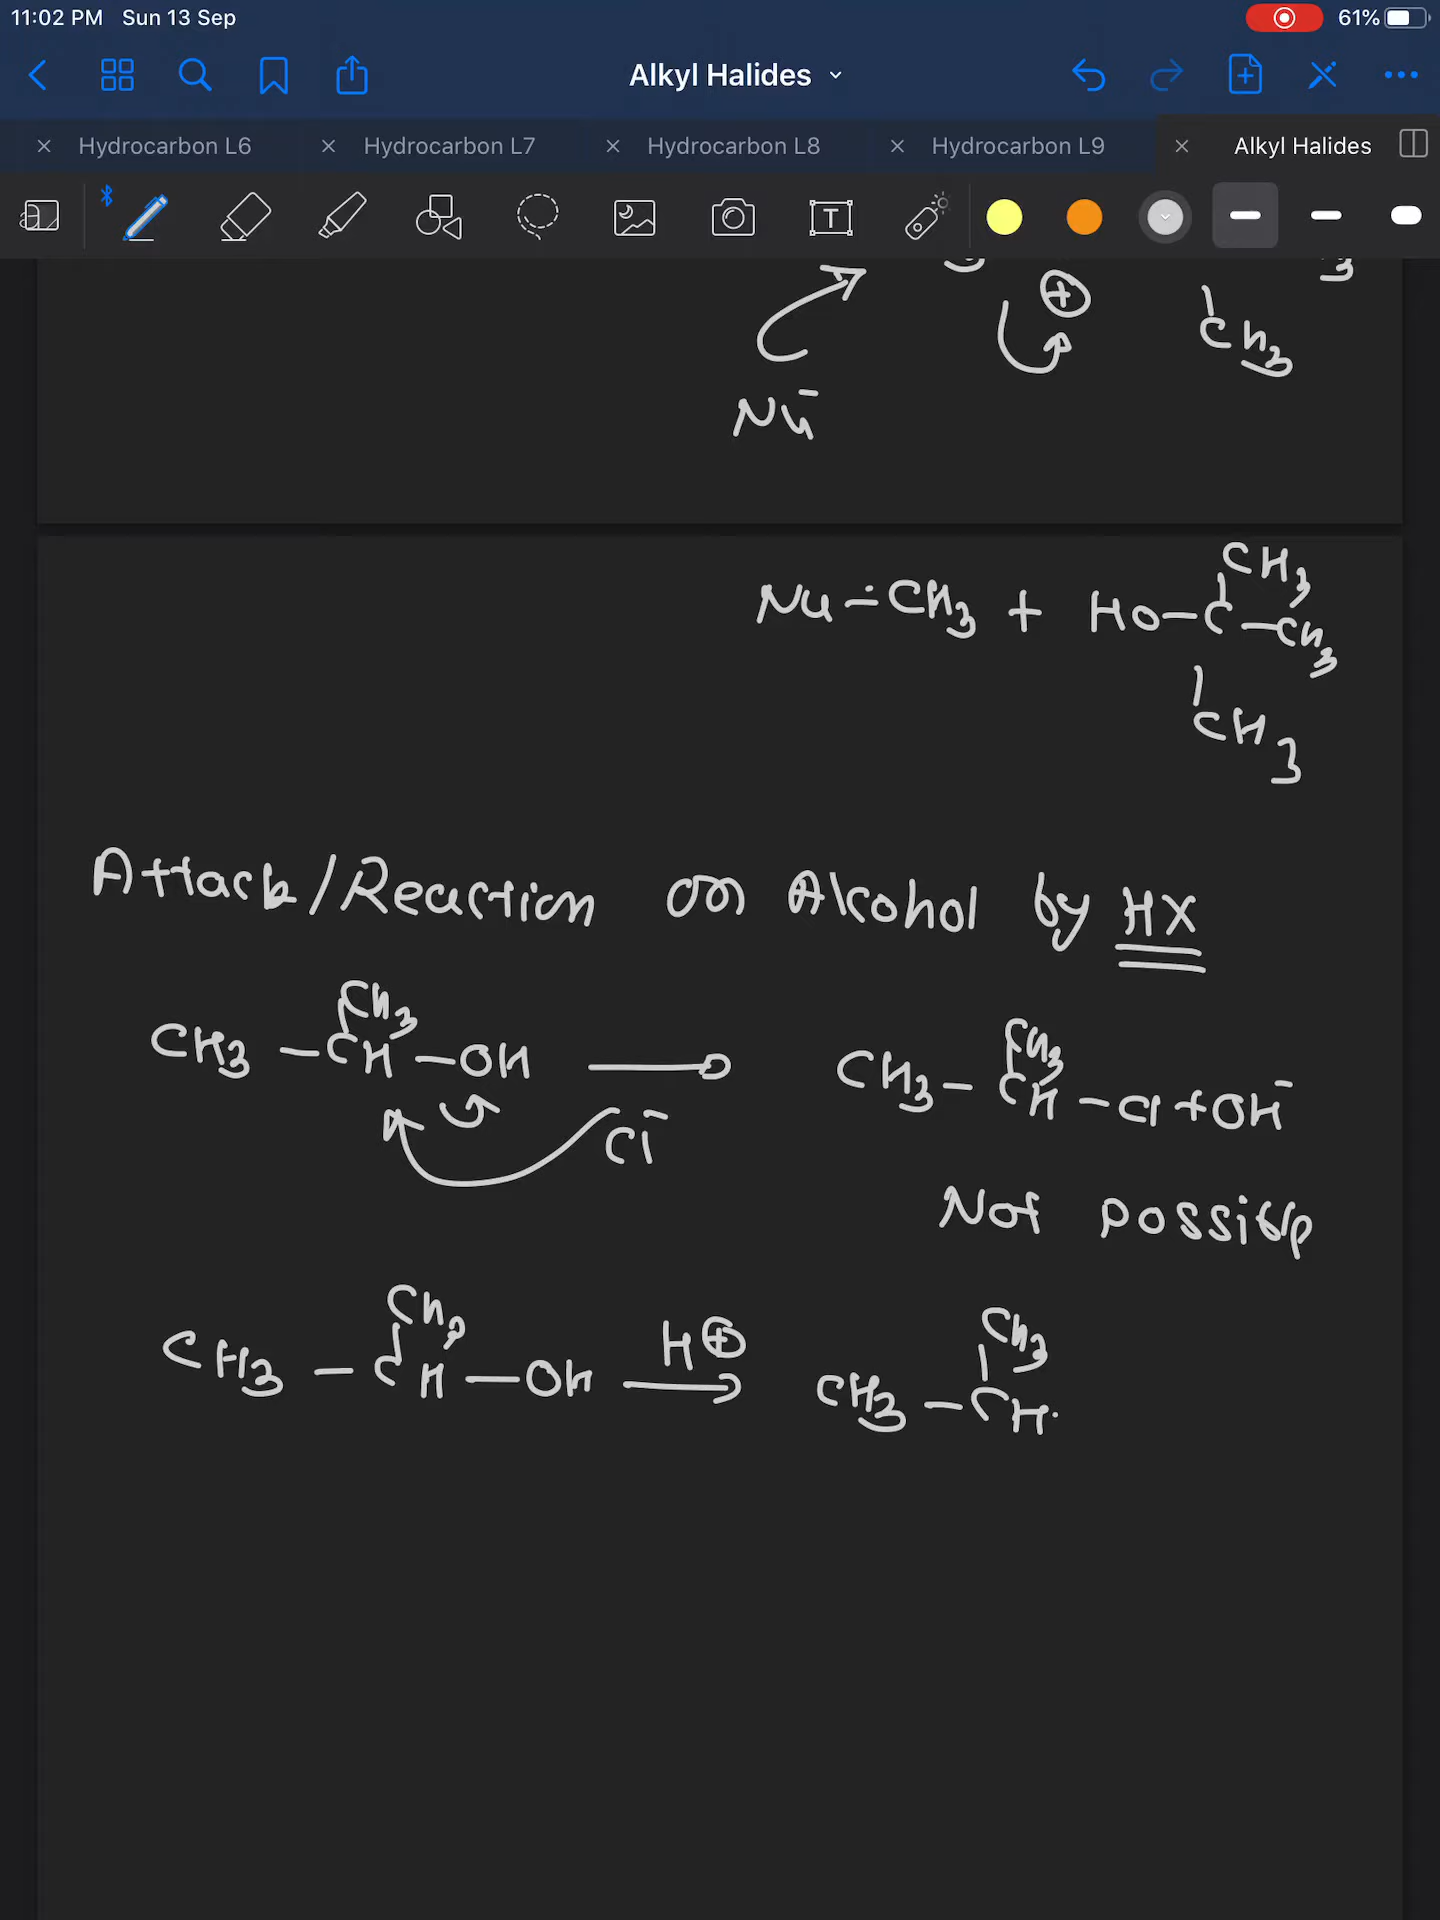 11:02 PM Sun 13 Sep 61%
Alkyl Halides
Hydrocarbon L6 Hydrocarbon L7 Hydrocarbon L8 Hydrocarbon L9 Alkyl Halides
T
3 3
⊕
CH3
Nu⁻
CH3
Nu-CH3 + HO-C-CH3
CH3
Attack/Reaction on Alcohol by HX
CH3 CH3
CH3-CH-OH → CH3-CH-Cl+OH⁻
Cl⁻
Not possible
CH3 CH3
CH3-CH-OH H⊕→ CH3-CH.